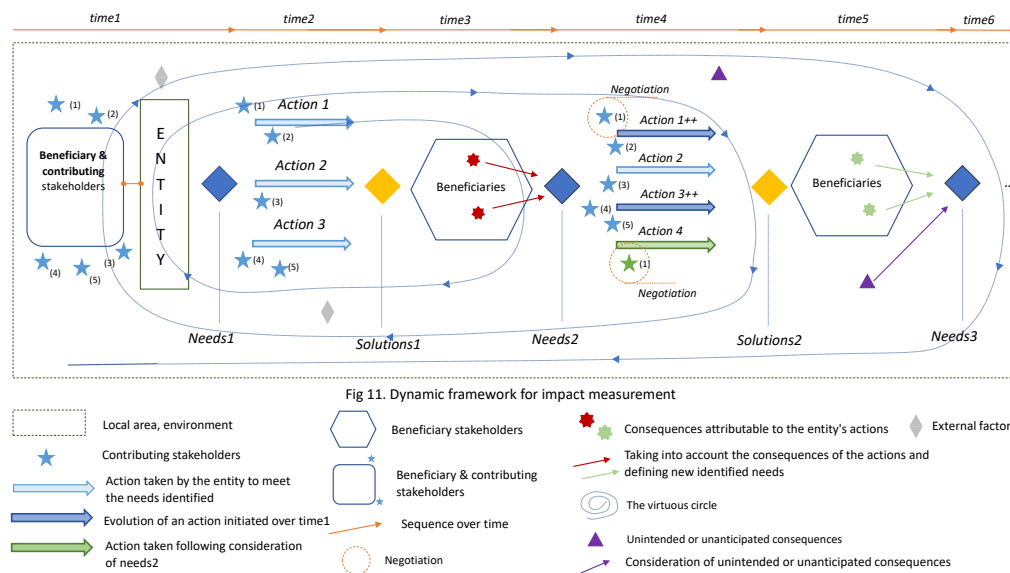 time1 time2 time3 time4 time5 time6
(1)
(2)
Beneficiary &
contributing
stakeholders
(3)
(4)
(5)
E
N
T
I
T
Y
(1) Action 1
(2)
Action 2
(3)
Action 3
(4)
(5)
Beneficiaries
Negotiation
(1) Action 1++
(2)
Action 2
(3)
Action 3++
(4)
(5)
Action 4
(1)
Negotiation
Beneficiaries
...
Needs1
Solutions1
Needs2
Solutions2
Needs3
Fig 11. Dynamic framework for impact measurement
Local area, environment
Contributing stakeholders
Action taken by the entity to meet
the needs identified
Evolution of an action initiated over time1
Action taken following consideration
of needs2
Beneficiary stakeholders
Beneficiary & contributing
stakeholders
Sequence over time
Negotiation
Consequences attributable to the entity's actions
External factor
Taking into account the consequences of the actions and
defining new identified needs
The virtuous circle
Unintended or unanticipated consequences
Consideration of unintended or unanticipated consequences